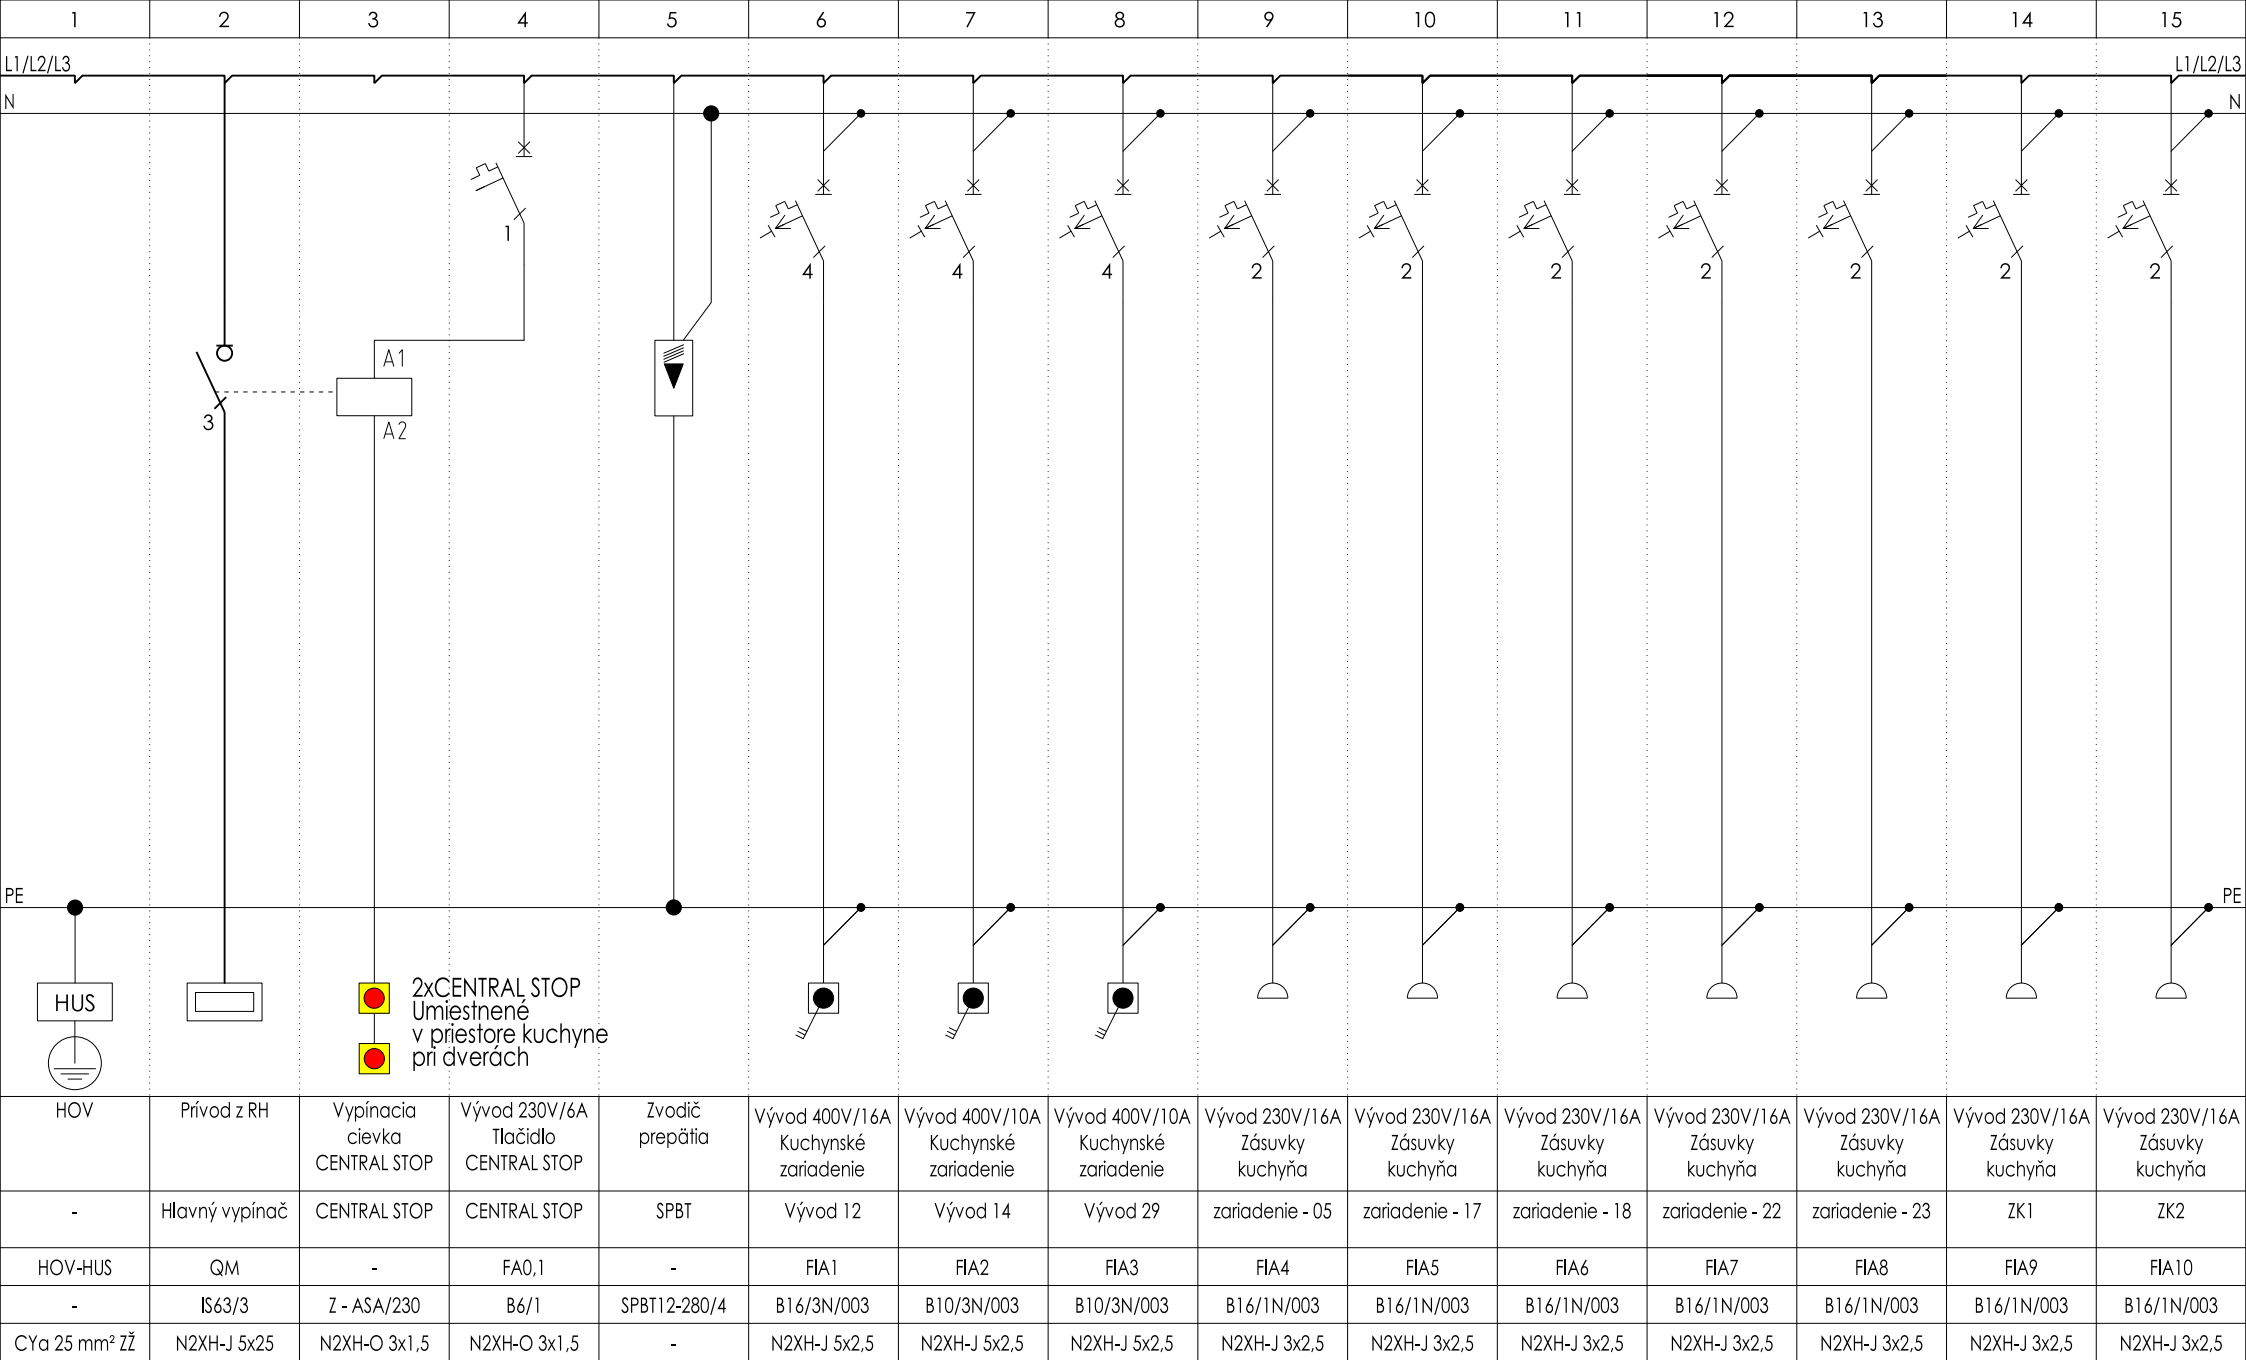 1 2 3 4 5 6 7 8 9 10 11 12 13 14 15
L1/L2/L3 L1/L2/L3
N N
1
4 4 4 2 2 2 2 2 2 2
A1
3
A2
PE PE
HUS
2xCENTRAL STOP
Umiestnené
v priestore kuchyne
pri dverách
HOV
Prívod z RH
Vypínacia
cievka
CENTRAL STOP
Vývod 230V/6A
Tlačidlo
CENTRAL STOP
Zvodič
prepätia
Vývod 400V/16A
Kuchynské
zariadenie
Vývod 400V/10A
Kuchynské
zariadenie
Vývod 400V/10A
Kuchynské
zariadenie
Vývod 230V/16A
Zásuvky
kuchyňa
Vývod 230V/16A
Zásuvky
kuchyňa
Vývod 230V/16A
Zásuvky
kuchyňa
Vývod 230V/16A
Zásuvky
kuchyňa
Vývod 230V/16A
Zásuvky
kuchyňa
Vývod 230V/16A
Zásuvky
kuchyňa
Vývod 230V/16A
Zásuvky
kuchyňa
- Hlavný vypínač CENTRAL STOP CENTRAL STOP SPBT Vývod 12 Vývod 14 Vývod 29 zariadenie - 05 zariadenie - 17 zariadenie - 18 zariadenie - 22 zariadenie - 23 ZK1 ZK2
HOV-HUS QM - FA0,1 - FIA1 FIA2 FIA3 FIA4 FIA5 FIA6 FIA7 FIA8 FIA9 FIA10
- IS63/3 Z - ASA/230 B6/1 SPBT12-280/4 B16/3N/003 B10/3N/003 B10/3N/003 B16/1N/003 B16/1N/003 B16/1N/003 B16/1N/003 B16/1N/003 B16/1N/003 B16/1N/003
CYa 25 mm² ZŽ N2XH-J 5x25 N2XH-O 3x1,5 N2XH-O 3x1,5 - N2XH-J 5x2,5 N2XH-J 5x2,5 N2XH-J 5x2,5 N2XH-J 3x2,5 N2XH-J 3x2,5 N2XH-J 3x2,5 N2XH-J 3x2,5 N2XH-J 3x2,5 N2XH-J 3x2,5 N2XH-J 3x2,5